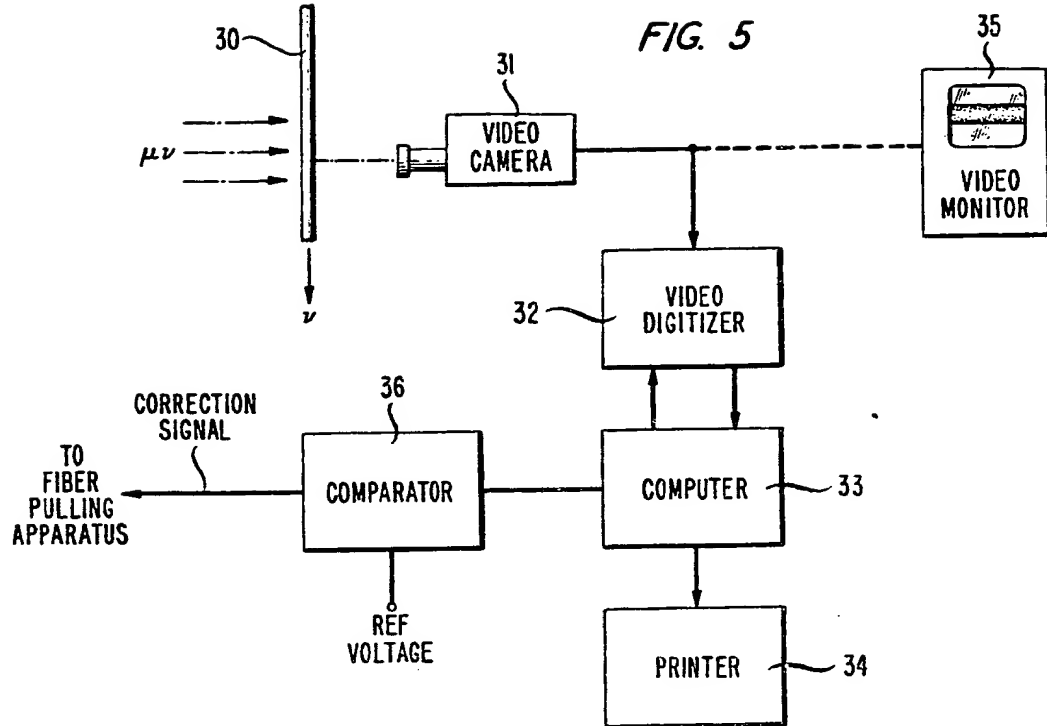 FIG. 5
30
31
35
VIDEO
CAMERA
μν
VIDEO
MONITOR
ν
32
VIDEO
DIGITIZER
36
CORRECTION
SIGNAL
TO
FIBER
PULLING
APPARATUS
COMPARATOR
COMPUTER
33
REF
VOLTAGE
PRINTER
34